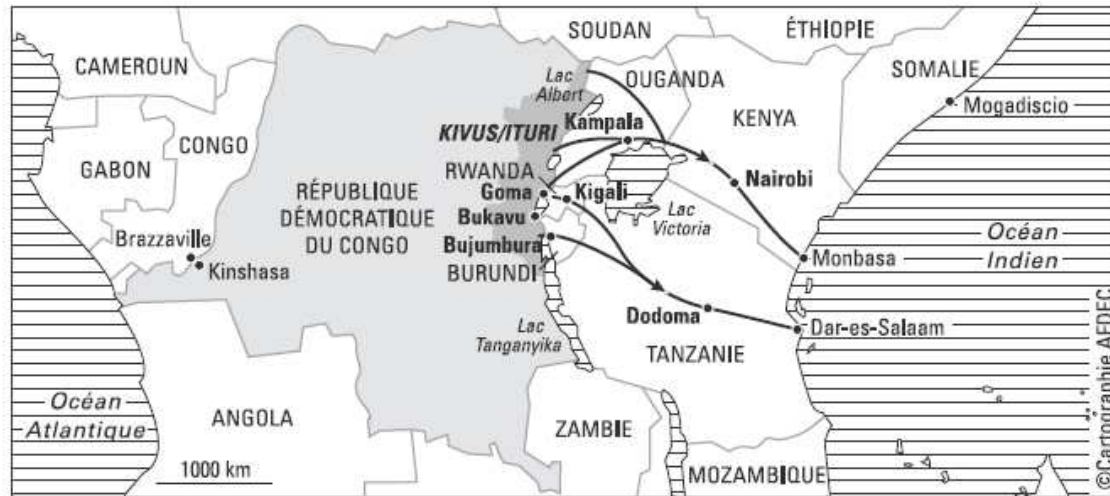 SOUDAN
ÉTHIOPIE
CAMEROUN
Lac
Albert
OUGANDA
SOMALIE
Mogadiscio
KIVUS/ITURI
Kampala
KENYA
CONGO
GABON
RWANDA
Goma
Kigali
Nairobi
RÉPUBLIQUE
DÉMOCRATIQUE
DU CONGO
Bukavu
Lac
Victoria
Brazzaville
Kinshasa
Bujumbura
BURUNDI
Océan
Indien
Monbasa
Dodoma
Dar-es-Salaam
Lac
Tanganyika
TANZANIE
Océan
Atlantique
ANGOLA
ZAMBIE
MOZAMBIQUE
1000 km
©Cartographie AFDEC